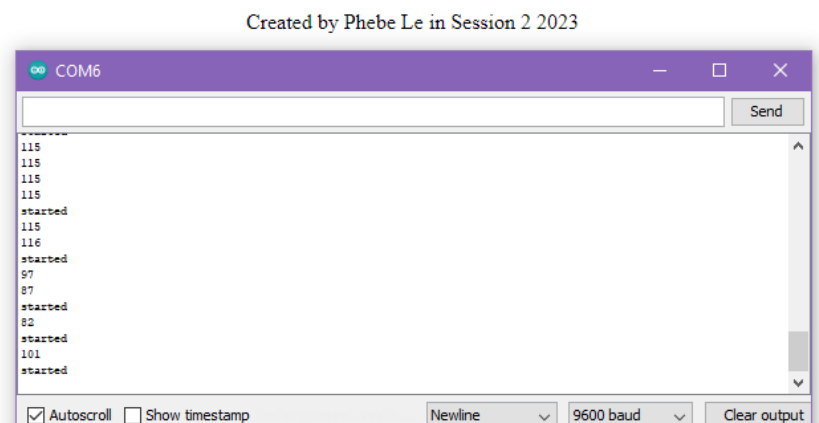 Created by Phebe Le in Session 2 2023
COM6
Send
started
115
115
115
115
started
115
116
started
97
87
started
82
started
101
started
Autoscroll Show timestamp Newline 9600 baud Clear output